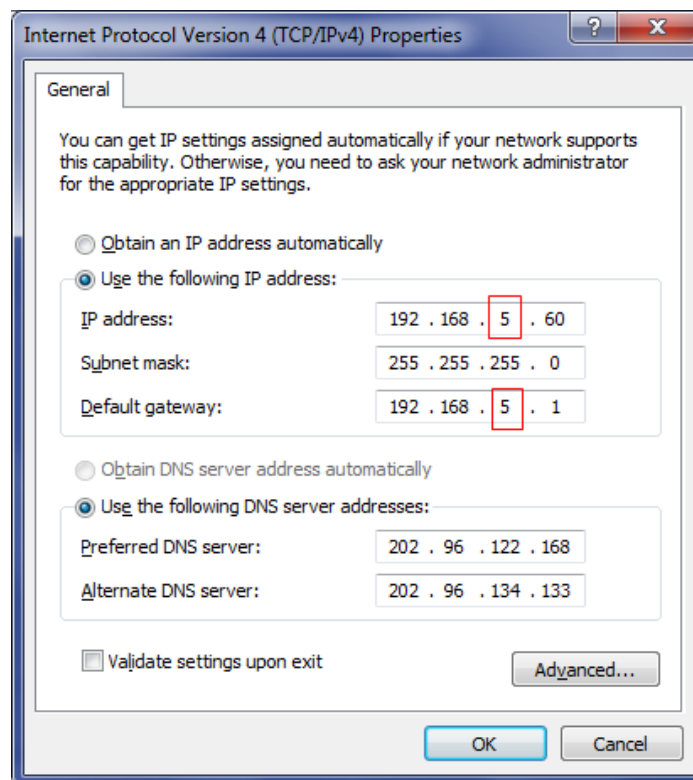 Internet Protocol Version 4 (TCP/IPv4) Properties
? X
General
You can get IP settings assigned automatically if your network supports
this capability. Otherwise, you need to ask your network administrator
for the appropriate IP settings.
Obtain an IP address automatically
Use the following IP address:
IP address: 192 . 168 . 5 . 60
Subnet mask: 255 . 255 . 255 . 0
Default gateway: 192 . 168 . 5 . 1
Obtain DNS server address automatically
Use the following DNS server addresses:
Preferred DNS server: 202 . 96 . 122 . 168
Alternate DNS server: 202 . 96 . 134 . 133
Validate settings upon exit
Advanced...
OK Cancel